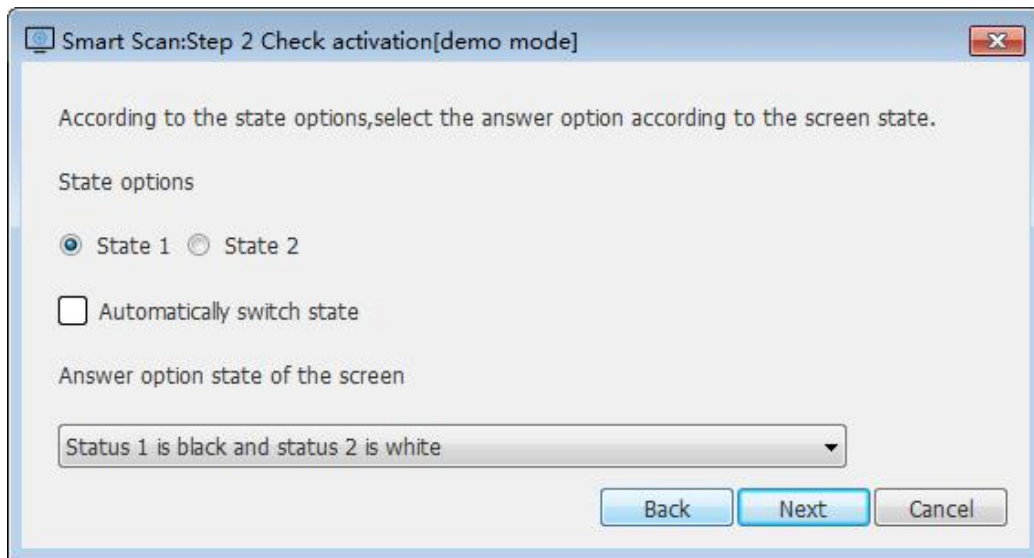 Smart Scan:Step 2 Check activation[demo mode]
According to the state options,select the answer option according to the screen state.
State options
State 1 State 2
Automatically switch state
Answer option state of the screen
Status 1 is black and status 2 is white
Back Next Cancel